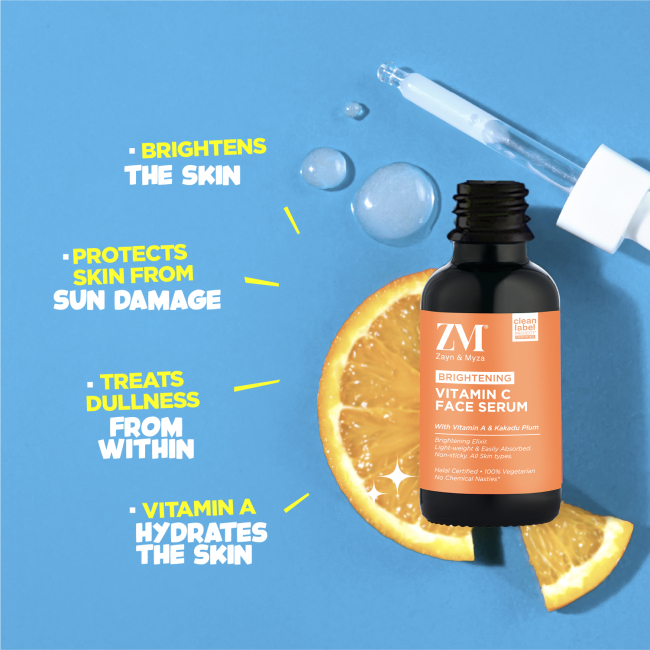 · BRIGHTENS
THE SKIN
· PROTECTS
SKIN FROM
SUN DAMAGE
· TREATS
DULLNESS
FROM
WITHIN
· VITAMIN A
HYDRATES
THE SKIN
clean
label
ZM®
Zayn & Myza
BRIGHTENING
VITAMIN C
FACE SERUM
With Vitamin A & Kakadu Plum
Brightening Elixir
Light-weight & Easily Absorbed
Non-sticky. All Skin types.
Halal Certified • 100% Vegetarian
No Chemical Nasties*